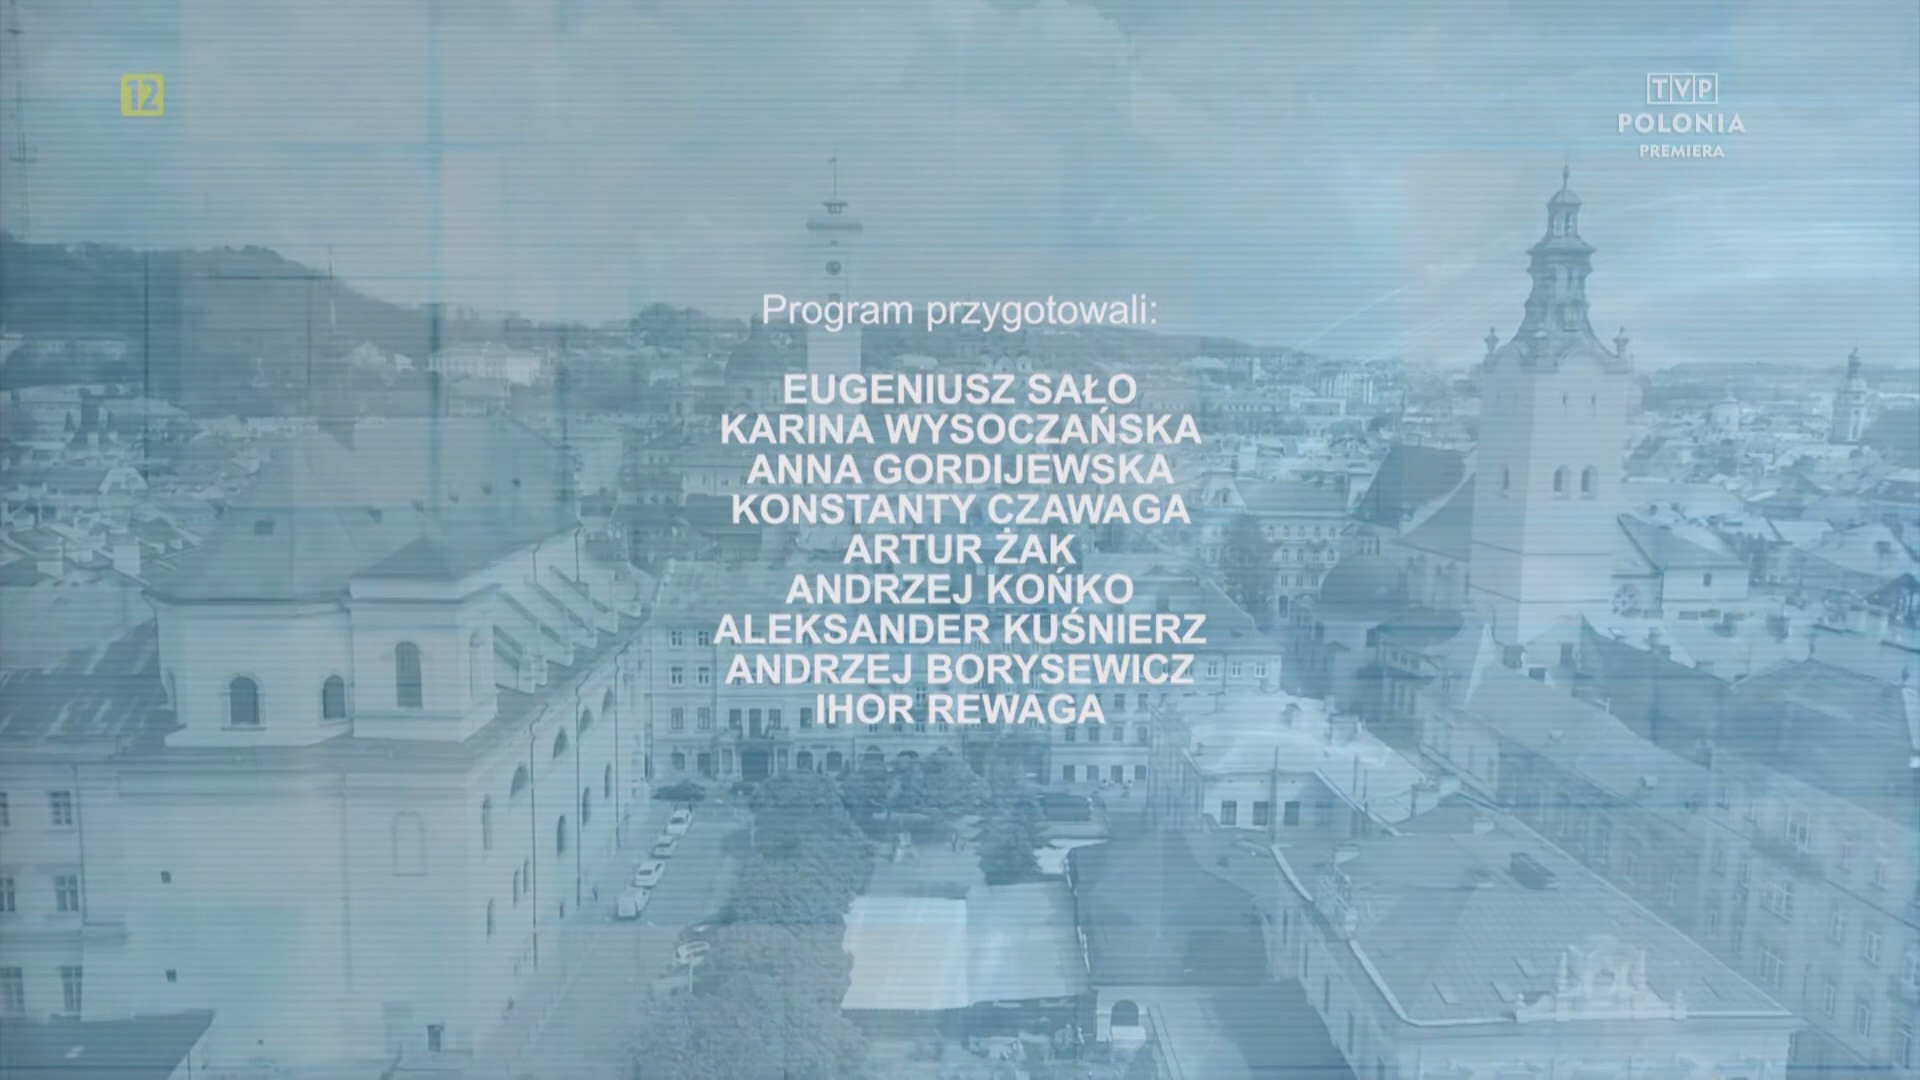 12
TVP
POLONIA
PREMIERA
Program przygotowali:
EUGENIUSZ SAŁO
KARINA WYSOCZAŃSKA
ANNA GORDIJEWSKA
KONSTANTY CZAWAGA
ARTUR ŻAK
ANDRZEJ KOŃKO
ALEKSANDER KUŚNIERZ
ANDRZEJ BORYSEWICZ
IHOR REWAGA